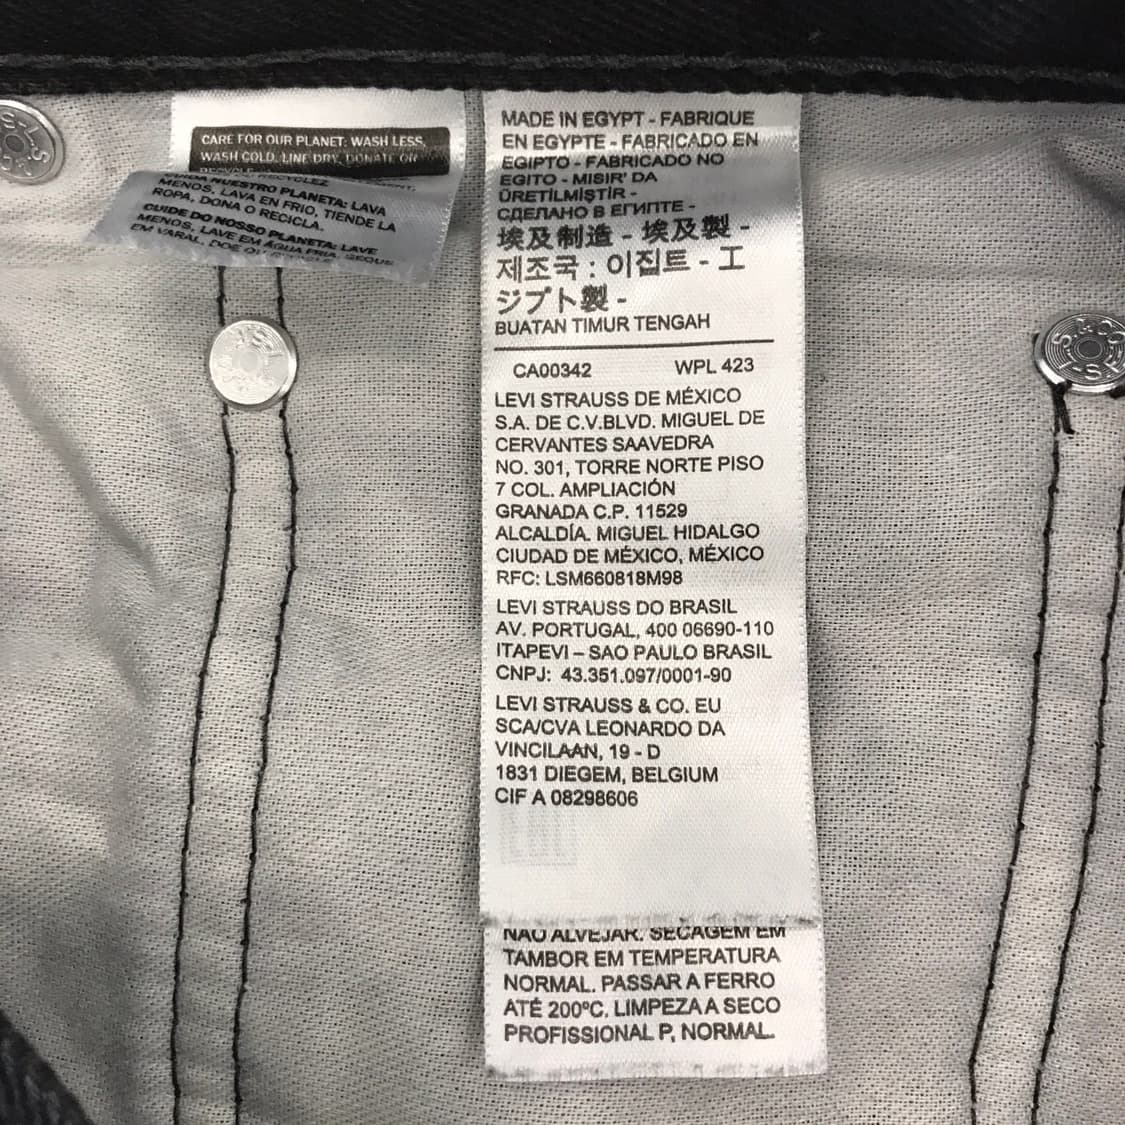 CARE FOR OUR PLANET: WASH LESS,
WASH COLD, LINE DRY, DONATE OR
CUIDA NUESTRO PLANETA: LAVA
MENOS, LAVA EN FRIO, TIENDE LA
ROPA, DONA O RECICLA.
CUIDE DO NOSSO PLANETA: LAVE
MENOS, LAVE EM ÁGUA FRIA, SEQUE
EM VARAL, DOE OU
MADE IN EGYPT - FABRIQUE
EN EGYPTE - FABRICADO EN
EGIPTO - FABRICADO NO
EGITO - MISIR' DA
ÜRETİLMİŞTİR -
СДЕЛАНО В ЕГИПТЕ -
埃及制造 - 埃及製 -
제조국 : 이집트 - エ
ジプト製 -
BUATAN TIMUR TENGAH
CA00342 WPL 423
LEVI STRAUSS DE MÉXICO
S.A. DE C.V.BLVD. MIGUEL DE
CERVANTES SAAVEDRA
NO. 301, TORRE NORTE PISO
7 COL. AMPLIACIÓN
GRANADA C.P. 11529
ALCALDÍA. MIGUEL HIDALGO
CIUDAD DE MÉXICO, MÉXICO
RFC: LSM660818M98
LEVI STRAUSS DO BRASIL
AV. PORTUGAL, 400 06690-110
ITAPEVI – SAO PAULO BRASIL
CNPJ: 43.351.097/0001-90
LEVI STRAUSS & CO. EU
SCA/CVA LEONARDO DA
VINCILAAN, 19 - D
1831 DIEGEM, BELGIUM
CIF A 08298606
NÃO ALVEJAR. SECAGEM EM
TAMBOR EM TEMPERATURA
NORMAL. PASSAR A FERRO
ATÉ 200ºC. LIMPEZA A SECO
PROFISSIONAL P, NORMAL.
S.&CO